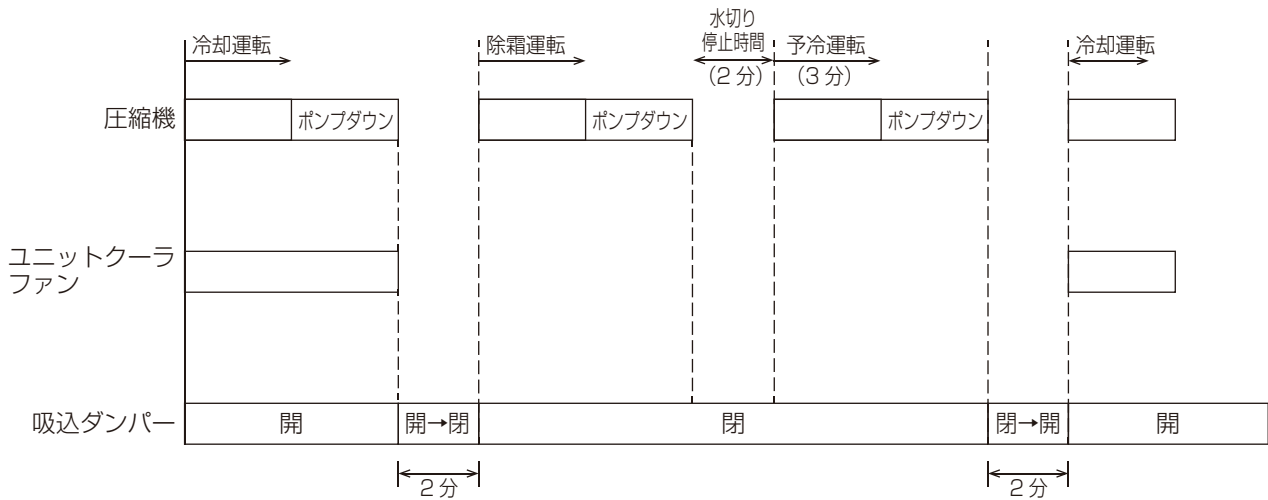 水切り
停止時間
(2分)
冷却運転
除霜運転
予冷運転
(3分)
冷却運転
圧縮機
ポンプダウン
ポンプダウン
ポンプダウン
ユニットクーラ
ファン
吸込ダンパー
開
開→閉
閉
閉→開
開
2分
2分